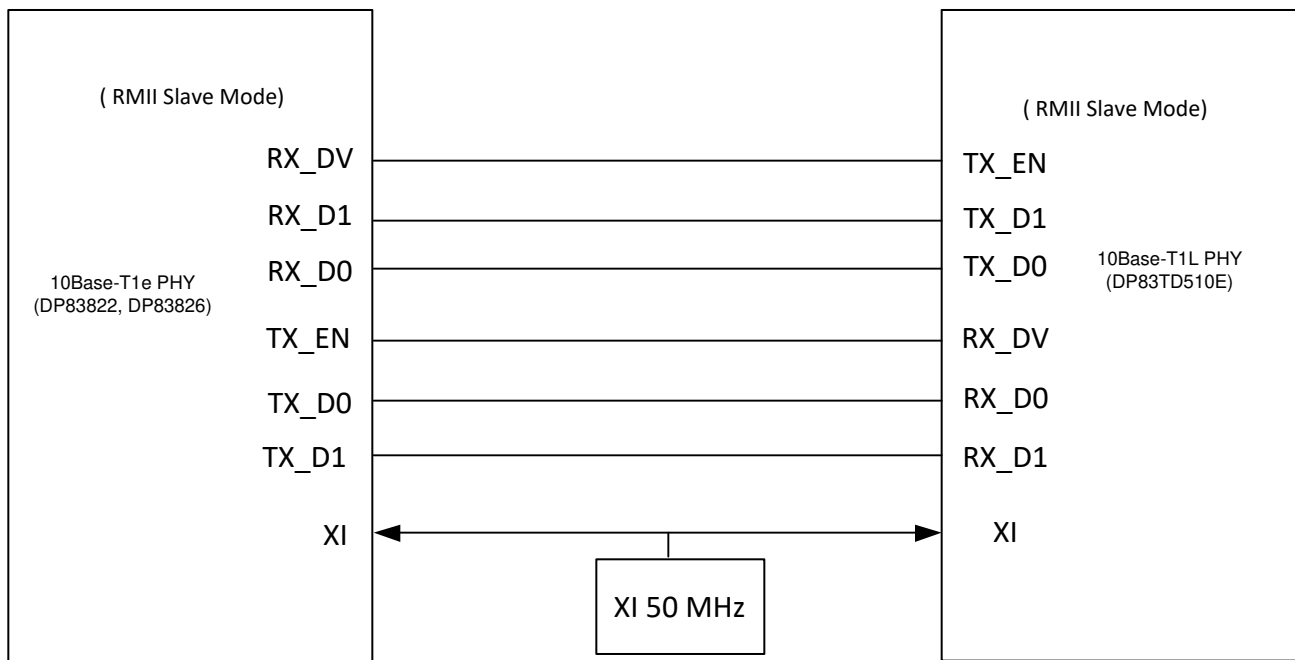 ( RMII Slave Mode)
RX_DV
RX_D1
RX_D0
10Base-T1e PHY
(DP83822, DP83826)
TX_EN
TX_D0
TX_D1
XI
XI 50 MHz
( RMII Slave Mode)
TX_EN
TX_D1
TX_D0
10Base-T1L PHY
(DP83TD510E)
RX_DV
RX_D0
RX_D1
XI